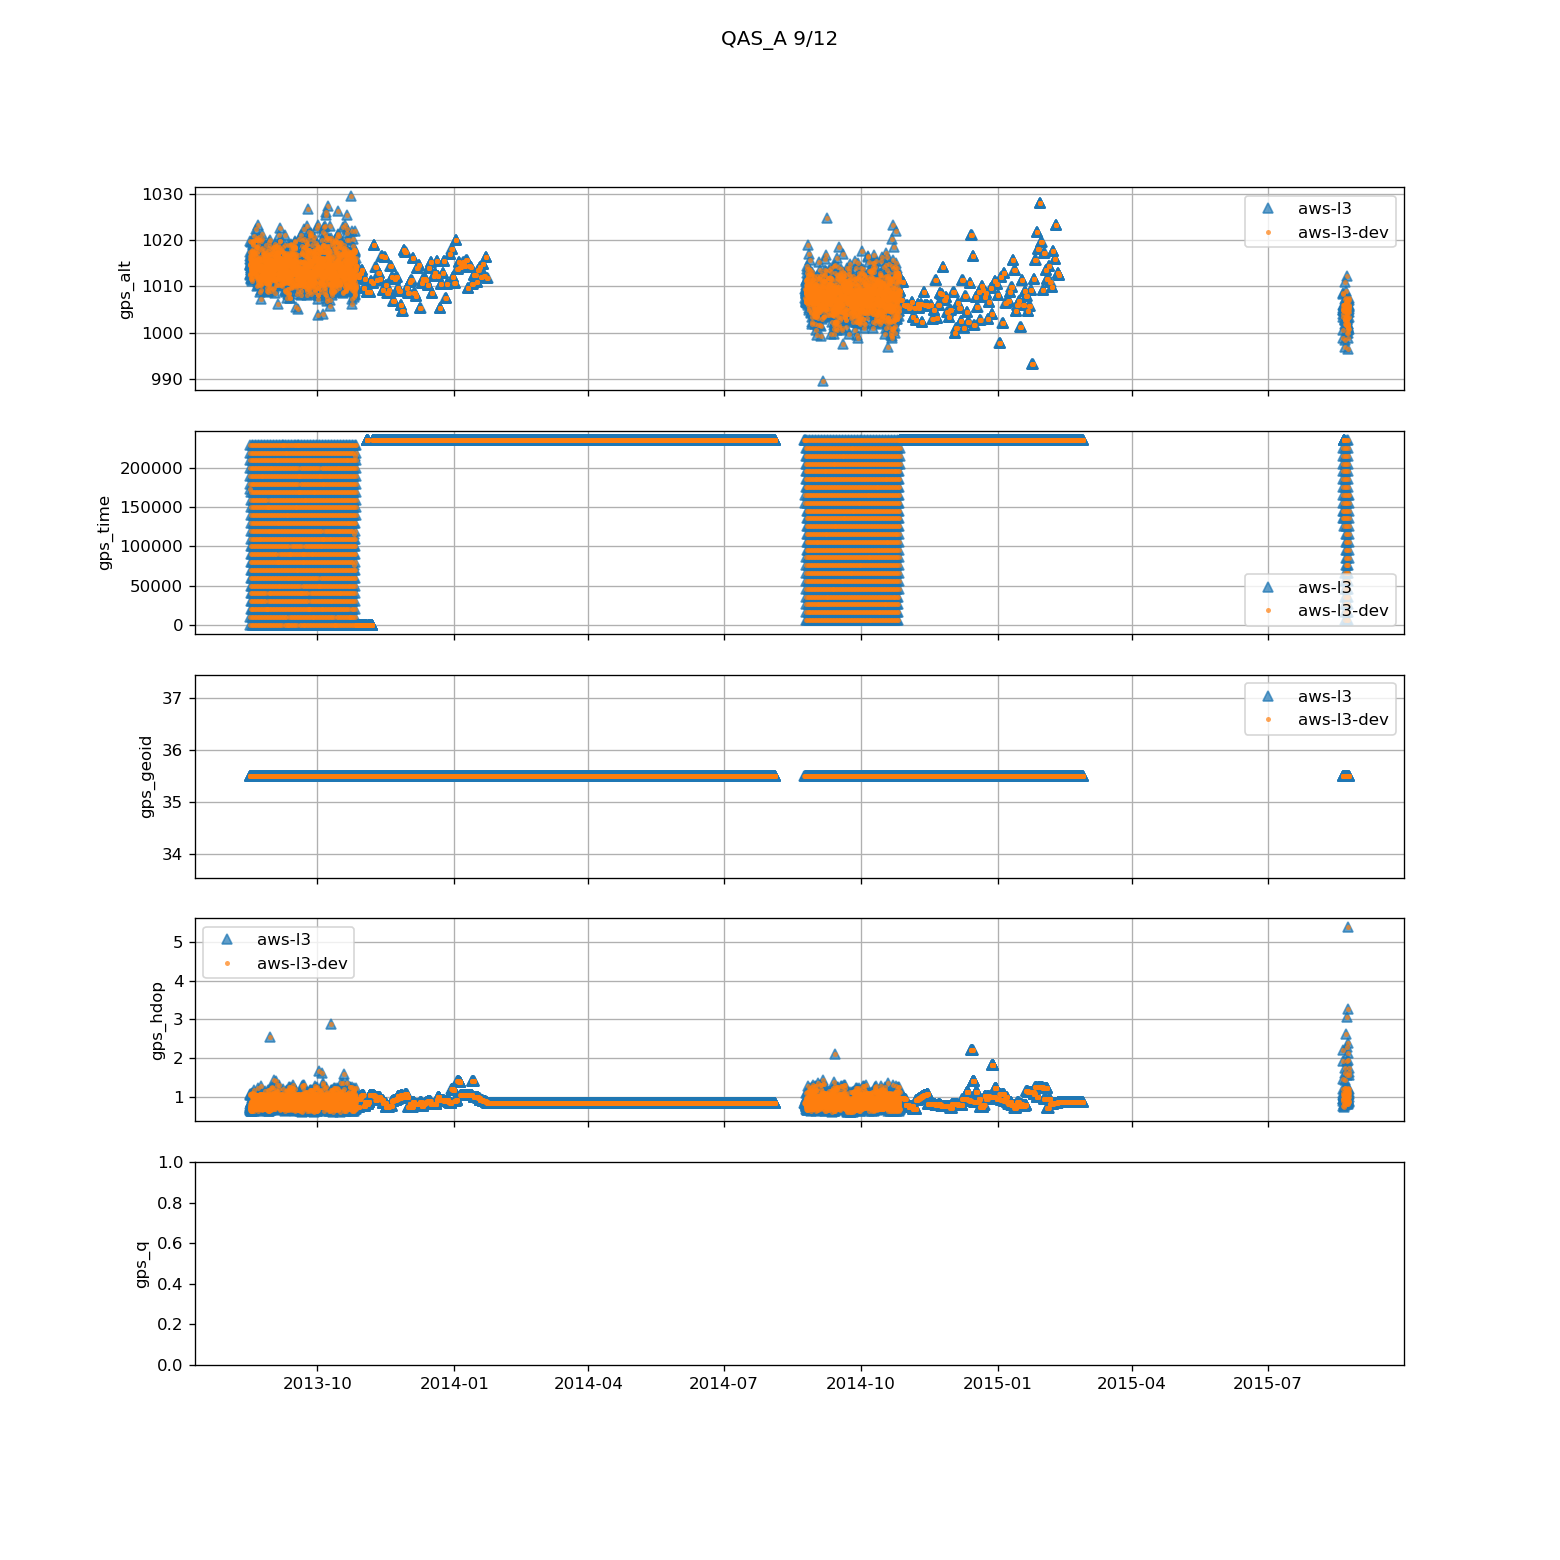 QAS_A 9/12
1030
1020
1010
1000
990
gps_alt
aws-l3
aws-l3-dev
200000
150000
100000
50000
0
gps_time
aws-l3
aws-l3-dev
37
36
35
34
gps_geoid
aws-l3
aws-l3-dev
5
4
3
2
1
gps_hdop
aws-l3
aws-l3-dev
1.0
0.8
0.6
0.4
0.2
0.0
gps_q
2013-10 2014-01 2014-04 2014-07 2014-10 2015-01 2015-04 2015-07